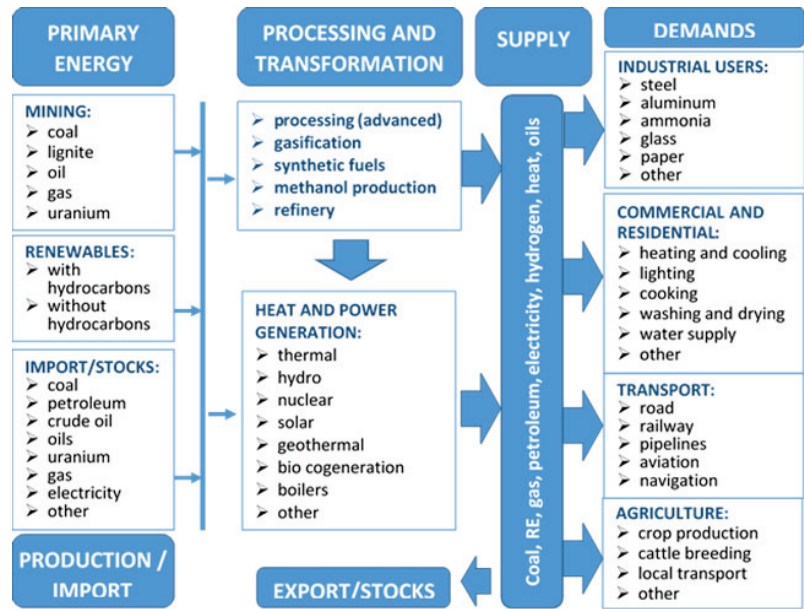 PRIMARY
ENERGY
MINING:
➢ coal
➢ lignite
➢ oil
➢ gas
➢ uranium
RENEWABLES:
➢ with
hydrocarbons
➢ without
hydrocarbons
IMPORT/STOCKS:
➢ coal
➢ petroleum
➢ crude oil
➢ oils
➢ uranium
➢ gas
➢ electricity
➢ other
PRODUCTION /
IMPORT
PROCESSING AND
TRANSFORMATION
➢ processing (advanced)
➢ gasification
➢ synthetic fuels
➢ methanol production
➢ refinery
HEAT AND POWER
GENERATION:
➢ thermal
➢ hydro
➢ nuclear
➢ solar
➢ geothermal
➢ bio cogeneration
➢ boilers
➢ other
EXPORT/STOCKS
SUPPLY
Coal, RE, gas, petroleum, electricity, hydrogen, heat, oils
DEMANDS
INDUSTRIAL USERS:
➢ steel
➢ aluminum
➢ ammonia
➢ glass
➢ paper
➢ other
COMMERCIAL AND
RESIDENTIAL:
➢ heating and cooling
➢ lighting
➢ cooking
➢ washing and drying
➢ water supply
➢ other
TRANSPORT:
➢ road
➢ railway
➢ pipelines
➢ aviation
➢ navigation
AGRICULTURE:
➢ crop production
➢ cattle breeding
➢ local transport
➢ other